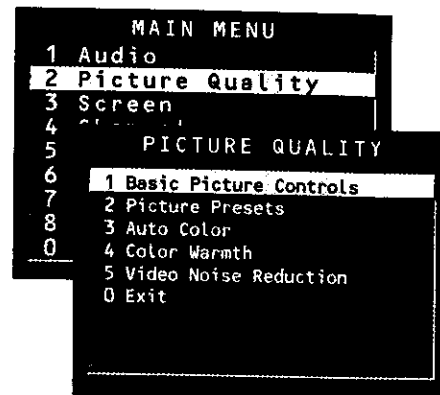 MAIN MENU
1 Audio
2 Picture Quality
3 Screen
4
5
6
7
8
0
PICTURE QUALITY
1 Basic Picture Controls
2 Picture Presets
3 Auto Color
4 Color Warmth
5 Video Noise Reduction
0 Exit